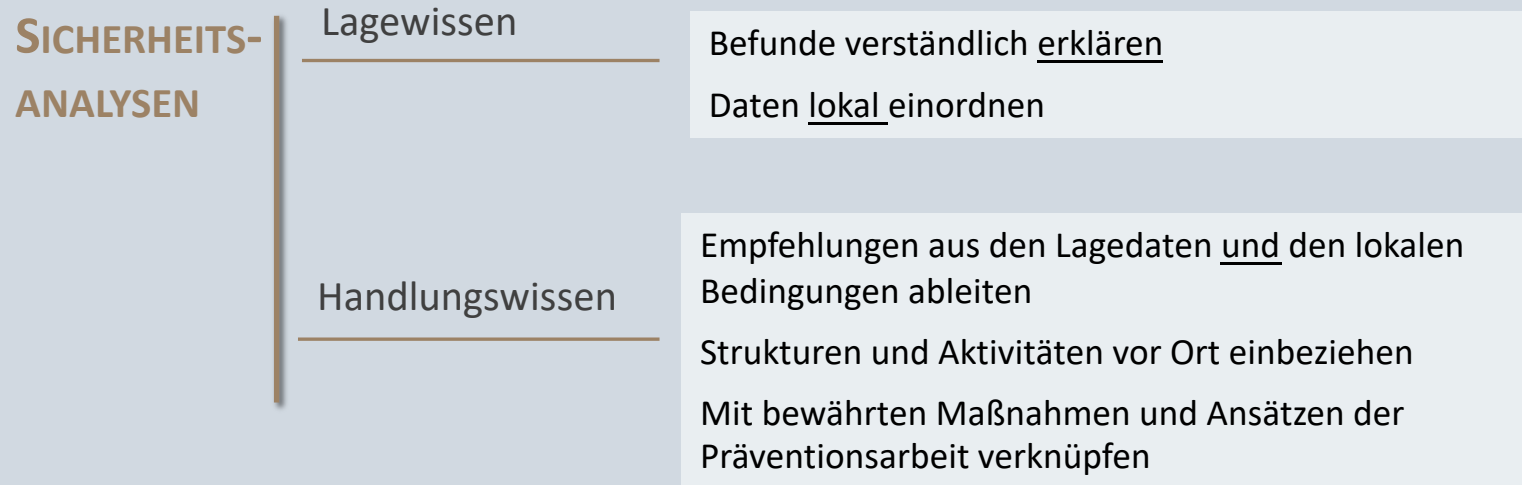 SICHERHEITS-
ANALYSEN
Lagewissen
Befunde verständlich erklären
Daten lokal einordnen
Handlungswissen
Empfehlungen aus den Lagedaten und den lokalen
Bedingungen ableiten
Strukturen und Aktivitäten vor Ort einbeziehen
Mit bewährten Maßnahmen und Ansätzen der
Präventionsarbeit verknüpfen